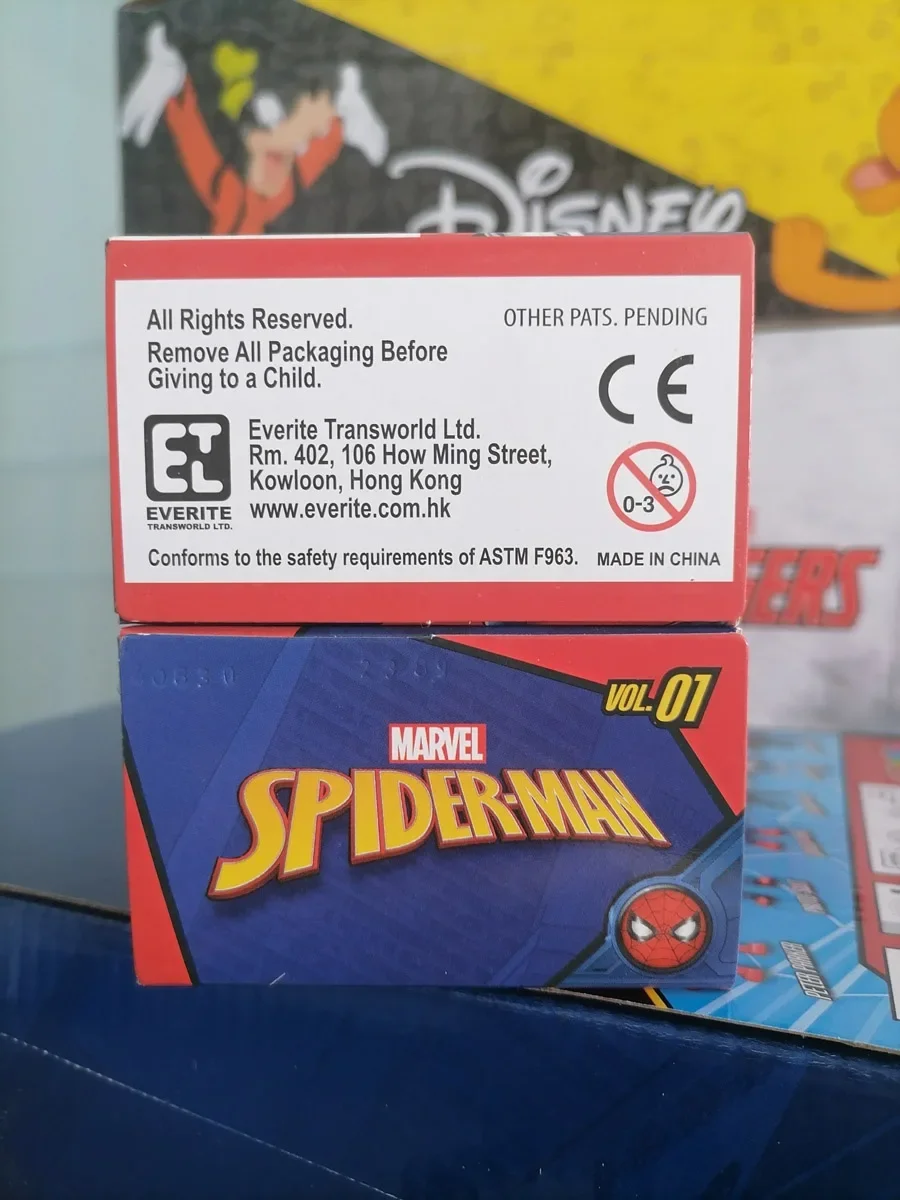 DISNEY
All Rights Reserved.
OTHER PATS. PENDING
Remove All Packaging Before
Giving to a Child.
CE
Everite Transworld Ltd.
Rm. 402, 106 How Ming Street,
Kowloon, Hong Kong
www.everite.com.hk
EVERITE
TRANSWORLD LTD.
0-3
Conforms to the safety requirements of ASTM F963.
MADE IN CHINA
VOL. 01
MARVEL
SPIDER-MAN
PETER PARKER